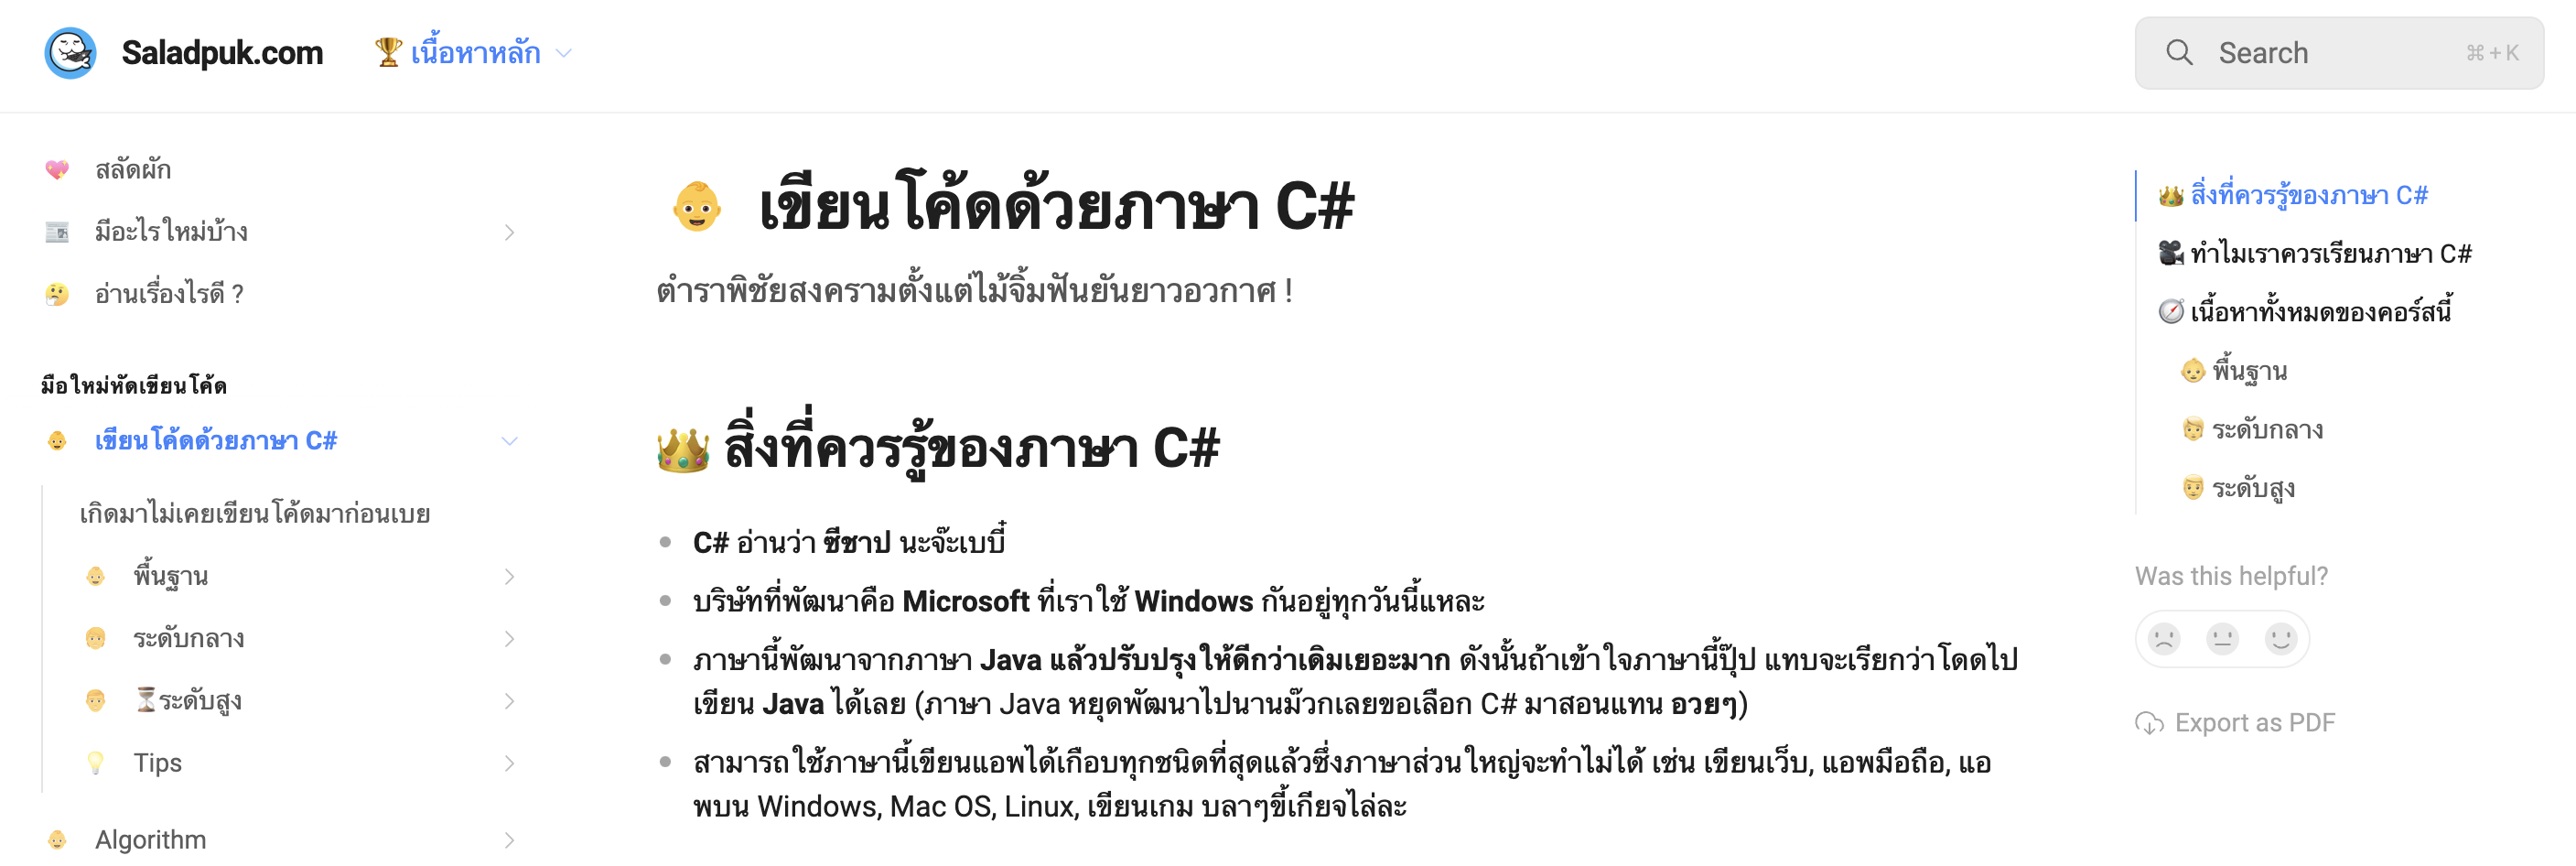 Saladpuk.com
🏆 เนื้อหาหลัก
Search
⌘+K
💖 สลัดผัก
📰 มีอะไรใหม่บ้าง
🤔 อ่านเรื่องไรดี ?
มือใหม่หัดเขียนโค้ด
👶 เขียนโค้ดด้วยภาษา C#
เกิดมาไม่เคยเขียนโค้ดมาก่อนเบย
👶 พื้นฐาน
👦 ระดับกลาง
👨 ⏳ระดับสูง
💡 Tips
👶 Algorithm
👶 เขียนโค้ดด้วยภาษา C#
ตำราพิชัยสงครามตั้งแต่ไม้จิ้มฟันยันยาวอวกาศ !
👑 สิ่งที่ควรรู้ของภาษา C#
C# อ่านว่า ซีชาป นะจ๊ะเบบี๋
บริษัทที่พัฒนาคือ Microsoft ที่เราใช้ Windows กันอยู่ทุกวันนี้แหละ
ภาษานี้พัฒนาจากภาษา Java แล้วปรับปรุงให้ดีกว่าเดิมเยอะมาก ดังนั้นถ้าเข้าใจภาษานี้ปุ๊ป แทบจะเรียกว่าโดดไป
เขียน Java ได้เลย (ภาษา Java หยุดพัฒนาไปนานม๊วกเลยขอเลือก C# มาสอนแทน อวยๆ)
สามารถใช้ภาษานี้เขียนแอพได้เกือบทุกชนิดที่สุดแล้วซึ่งภาษาส่วนใหญ่จะทำไม่ได้ เช่น เขียนเว็บ, แอพมือถือ, แอ
พบน Windows, Mac OS, Linux, เขียนเกม บลาๆขี้เกียจไล่ละ
👑 สิ่งที่ควรรู้ของภาษา C#
🎥 ทำไมเราควรเรียนภาษา C#
🧭 เนื้อหาทั้งหมดของคอร์สนี้
👶 พื้นฐาน
👦 ระดับกลาง
👨 ระดับสูง
Was this helpful?
Export as PDF